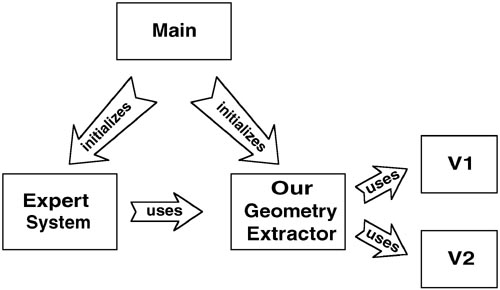 Main
initializes
initializes
Expert
System
uses
Our
Geometry
Extractor
uses
uses
V1
V2